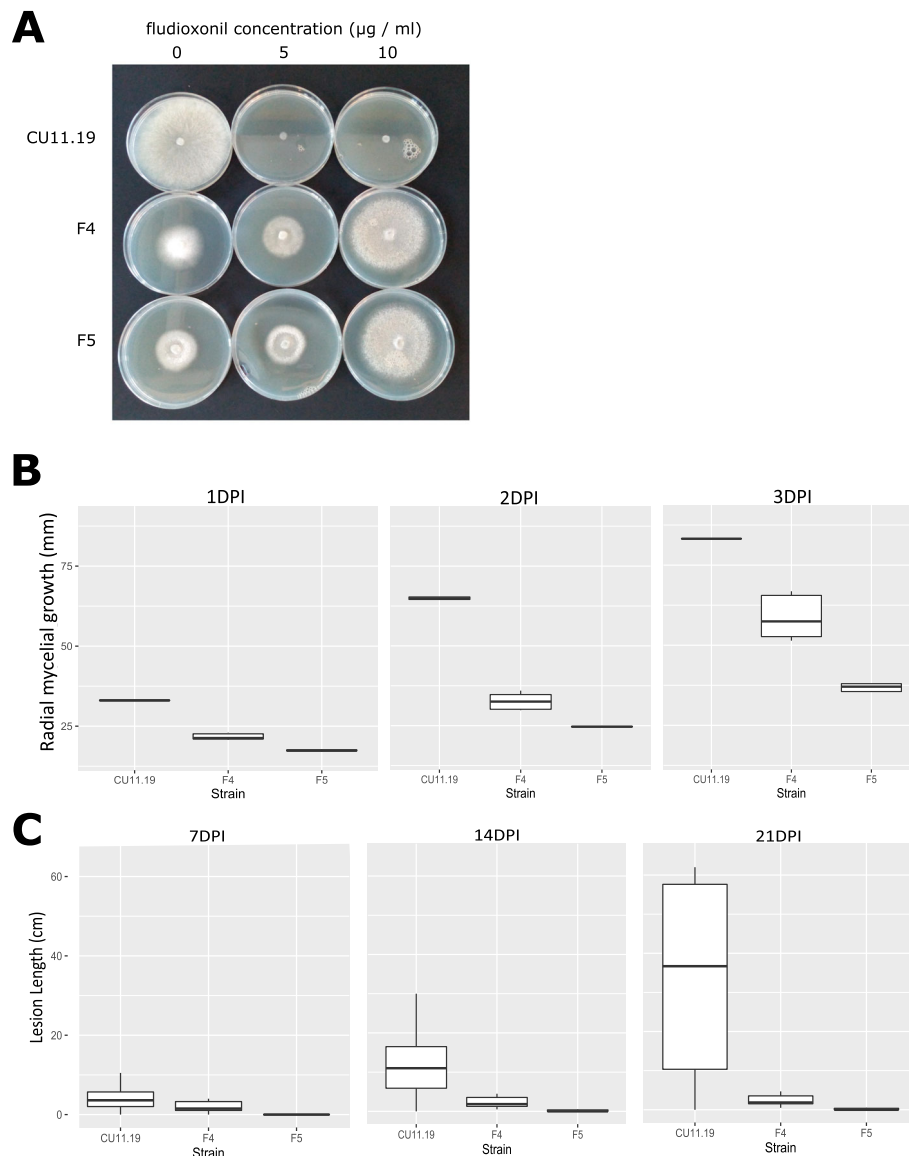 A
fludioxonil concentration (µg / ml)
0 5 10
CU11.19
F4
F5
B
1DPI 2DPI 3DPI
Radial mycelial growth (mm)
75
50
25
CU11.19 F4 F5 CU11.19 F4 F5 CU11.19 F4 F5
Strain Strain Strain
C
7DPI 14DPI 21DPI
Lesion Length (cm)
60
40
20
0
CU11.19 F4 F5 CU11.19 F4 F5 CU11.19 F4 F5
Strain Strain Strain